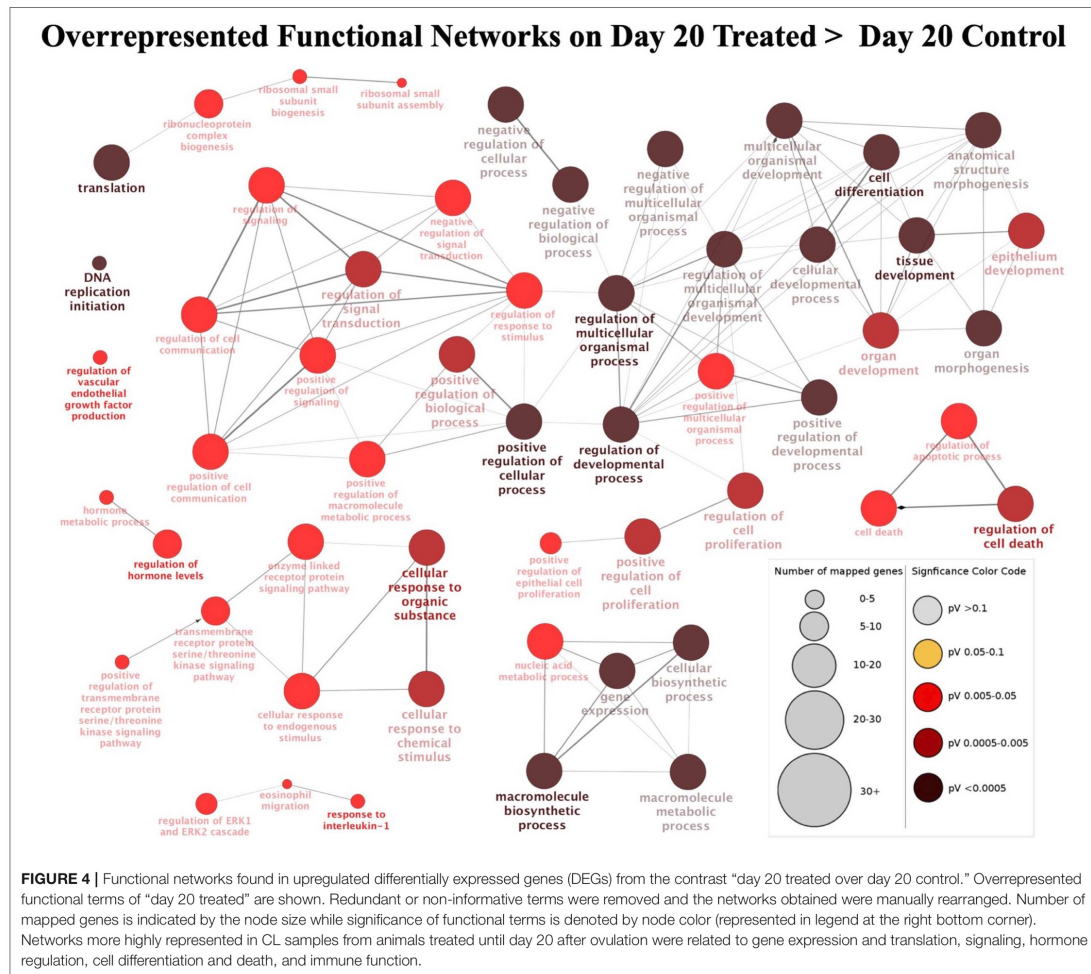 Overrepresented Functional Networks on Day 20 Treated > Day 20 Control
ribosomal small
subunit
biogenesis
ribosomal small
subunit assembly
ribonucleoprotein
complex
biogenesis
translation
DNA
replication
initiation
regulation of
vascular
endothelial
growth factor
production
regulation of
signaling
negative
regulation of
signal
transduction
regulation of
signal
transduction
regulation of cell
communication
regulation of
response to
stimulus
positive
regulation of
signaling
positive
regulation of
biological
process
positive
regulation of cell
communication
positive
regulation of
macromolecule
metabolic process
positive
regulation of
cellular
process
negative
regulation of
cellular
process
negative
regulation of
biological
process
negative
regulation of
multicellular
organismal
process
multicellular
organismal
development
cell
differentiation
anatomical
structure
morphogenesis
regulation of
multicellular
organismal
development
cellular
developmental
process
tissue
development
epithelium
development
regulation of
multicellular
organismal
process
organ
development
organ
morphogenesis
positive
regulation of
multicellular
organismal
process
positive
regulation of
developmental
process
regulation of
developmental
process
regulation of
cell
proliferation
positive
regulation of
epithelial cell
proliferation
positive
regulation of
cell
proliferation
regulation of
apoptotic process
cell death
regulation of
cell death
hormone
metabolic process
regulation of
hormone levels
enzyme linked
receptor protein
signaling pathway
cellular
response to
organic
substance
transmembrane
receptor protein
serine/threonine
kinase signaling
pathway
positive
regulation of
transmembrane
receptor protein
serine/threonine
kinase signaling
pathway
cellular response
to endogenous
stimulus
cellular
response to
chemical
stimulus
eosinophil
migration
regulation of ERK1
and ERK2 cascade
response to
interleukin-1
nucleic acid
metabolic process
gene
expression
cellular
biosynthetic
process
macromolecule
biosynthetic
process
macromolecule
metabolic process
Number of mapped genes
0-5
5-10
10-20
20-30
30+
Signficance Color Code
pV >0.1
pV 0.05-0.1
pV 0.005-0.05
pV 0.0005-0.005
pV <0.0005
FIGURE 4 | Functional networks found in upregulated differentially expressed genes (DEGs) from the contrast “day 20 treated over day 20 control.” Overrepresented
functional terms of “day 20 treated” are shown. Redundant or non-informative terms were removed and the networks obtained were manually rearranged. Number of
mapped genes is indicated by the node size while significance of functional terms is denoted by node color (represented in legend at the right bottom corner).
Networks more highly represented in CL samples from animals treated until day 20 after ovulation were related to gene expression and translation, signaling, hormone
regulation, cell differentiation and death, and immune function.